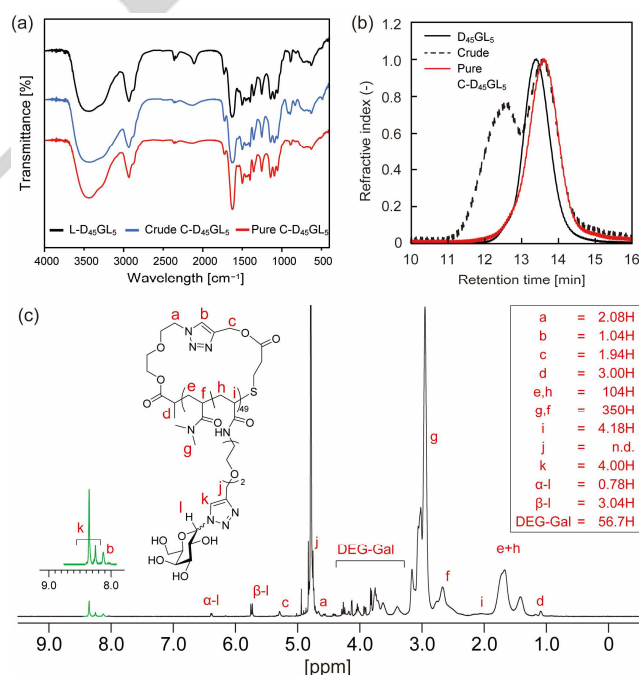 (a)
Transmittance [%]
L-D₄₅GL₅ Crude C-D₄₅GL₅ Pure C-D₄₅GL₅
4000 3500 3000 2500 2000 1500 1000 500
Wavelength [cm⁻¹]
(b)
Refractive index (-)
1.2
1.0
0.8
0.6
0.4
0.2
0
D₄₅GL₅
Crude
Pure
C-D₄₅GL₅
10 11 12 13 14 15 16
Retention time [min]
(c)
a b c
N N=N
O O O O O S
e f h i 49
d
O O
N NH
g
O
j 2
l k
H N N=N
HO O OH
HO OH
k b
9.0 8.0
α-l β-l c j a DEG-Gal g f i e+h d
9.0 8.0 7.0 6.0 5.0 4.0 3.0 2.0 1.0 0
[ppm]
a = 2.08H
b = 1.04H
c = 1.94H
d = 3.00H
e,h = 104H
g,f = 350H
i = 4.18H
j = n.d.
k = 4.00H
α-l = 0.78H
β-l = 3.04H
DEG-Gal = 56.7H